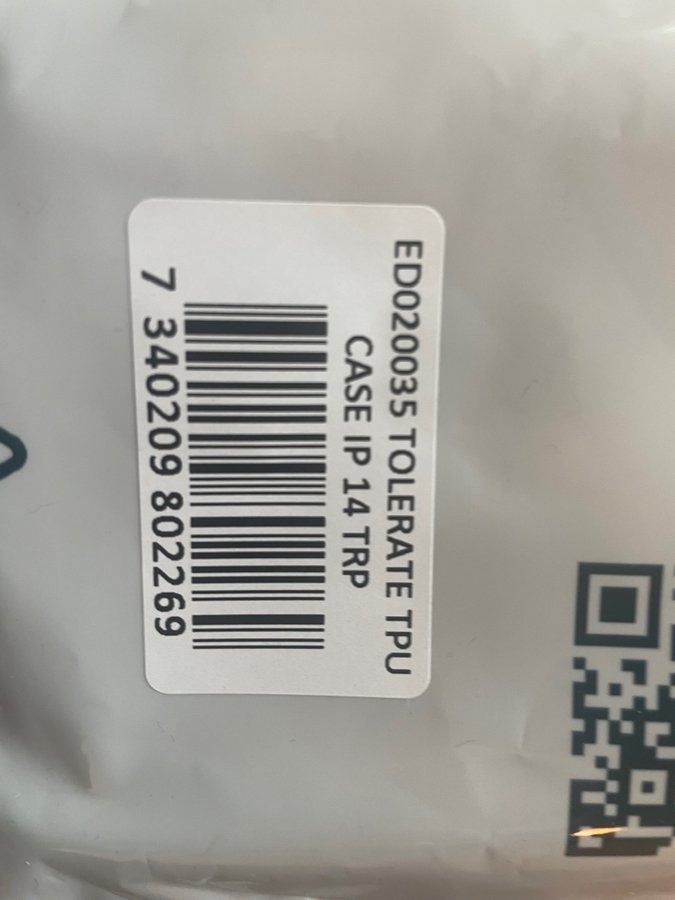 ED020035 TOLERATE TPU
CASE IP 14 TRP
7 340209 802269